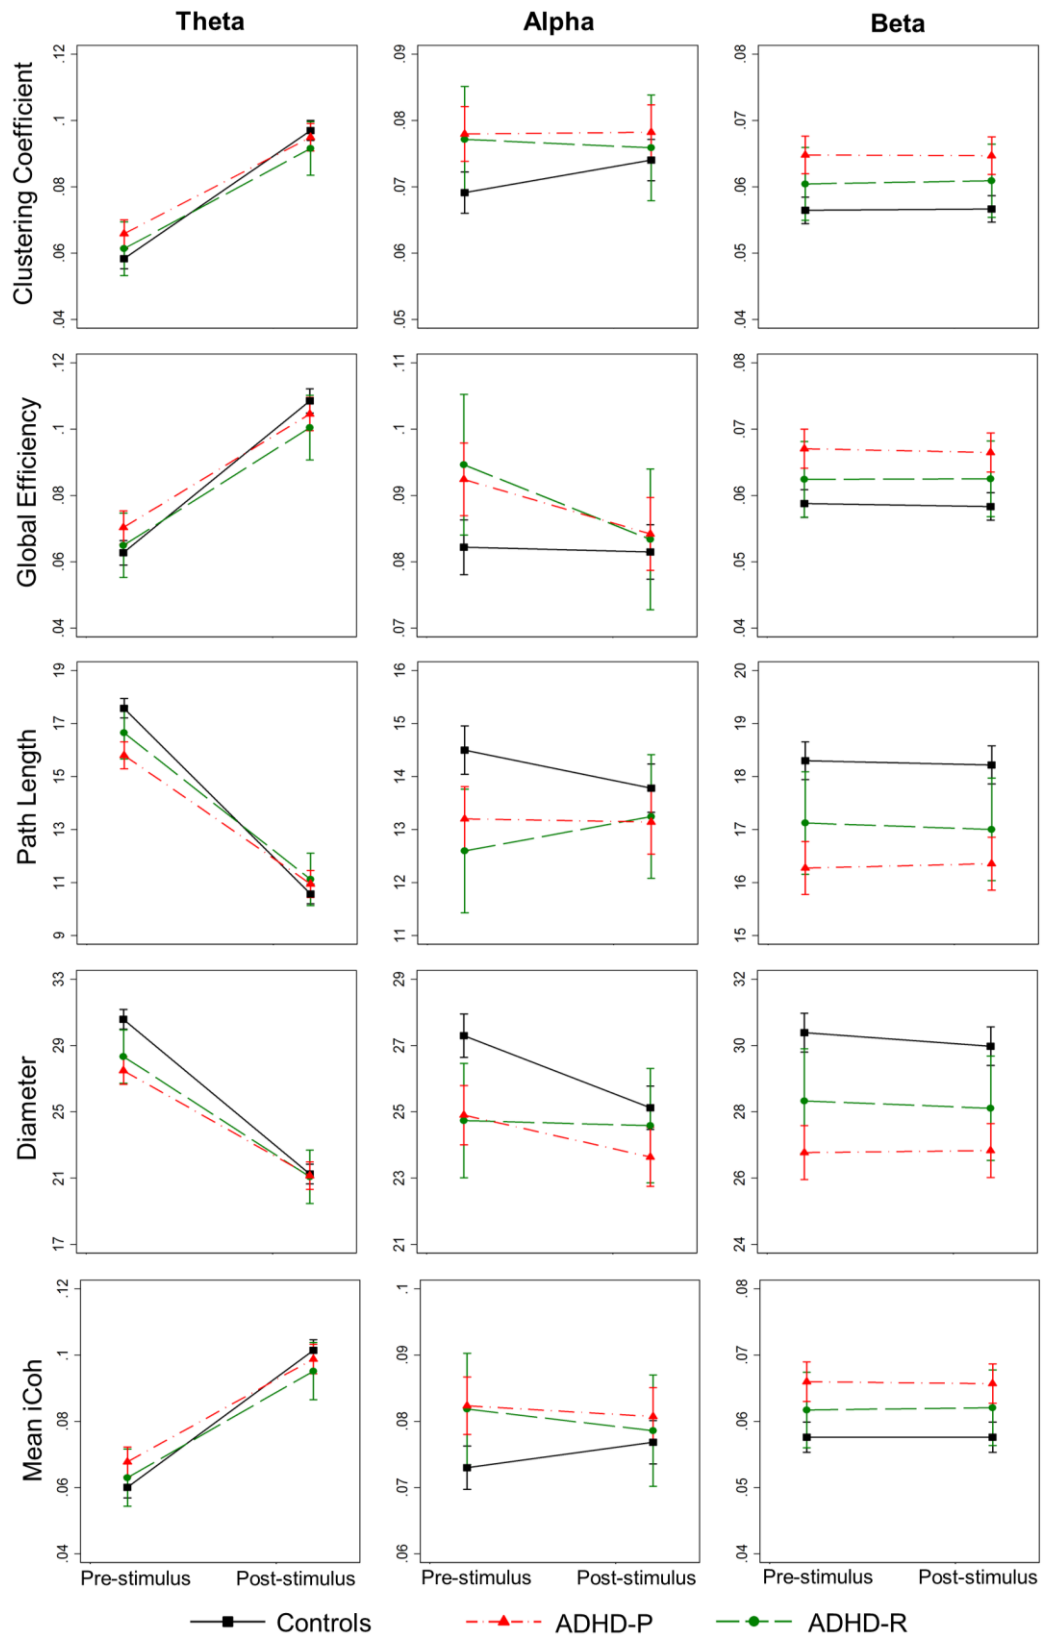 Theta Alpha Beta
Clustering Coefficient
.12 .1 .08 .06 .04
.09 .08 .07 .06 .05
.08 .07 .06 .05 .04
Global Efficiency
.12 .1 .08 .06 .04
.11 .1 .09 .08 .07
.08 .07 .06 .05 .04
Path Length
19 17 15 13 11 9
16 15 14 13 12 11
20 19 18 17 16 15
Diameter
33 29 25 21 17
29 27 25 23 21
32 30 28 26 24
Mean iCoh
.12 .1 .08 .06 .04
.1 .09 .08 .07 .06
.08 .07 .06 .05 .04
Pre-stimulus Post-stimulus Pre-stimulus Post-stimulus Pre-stimulus Post-stimulus
Controls ADHD-P ADHD-R